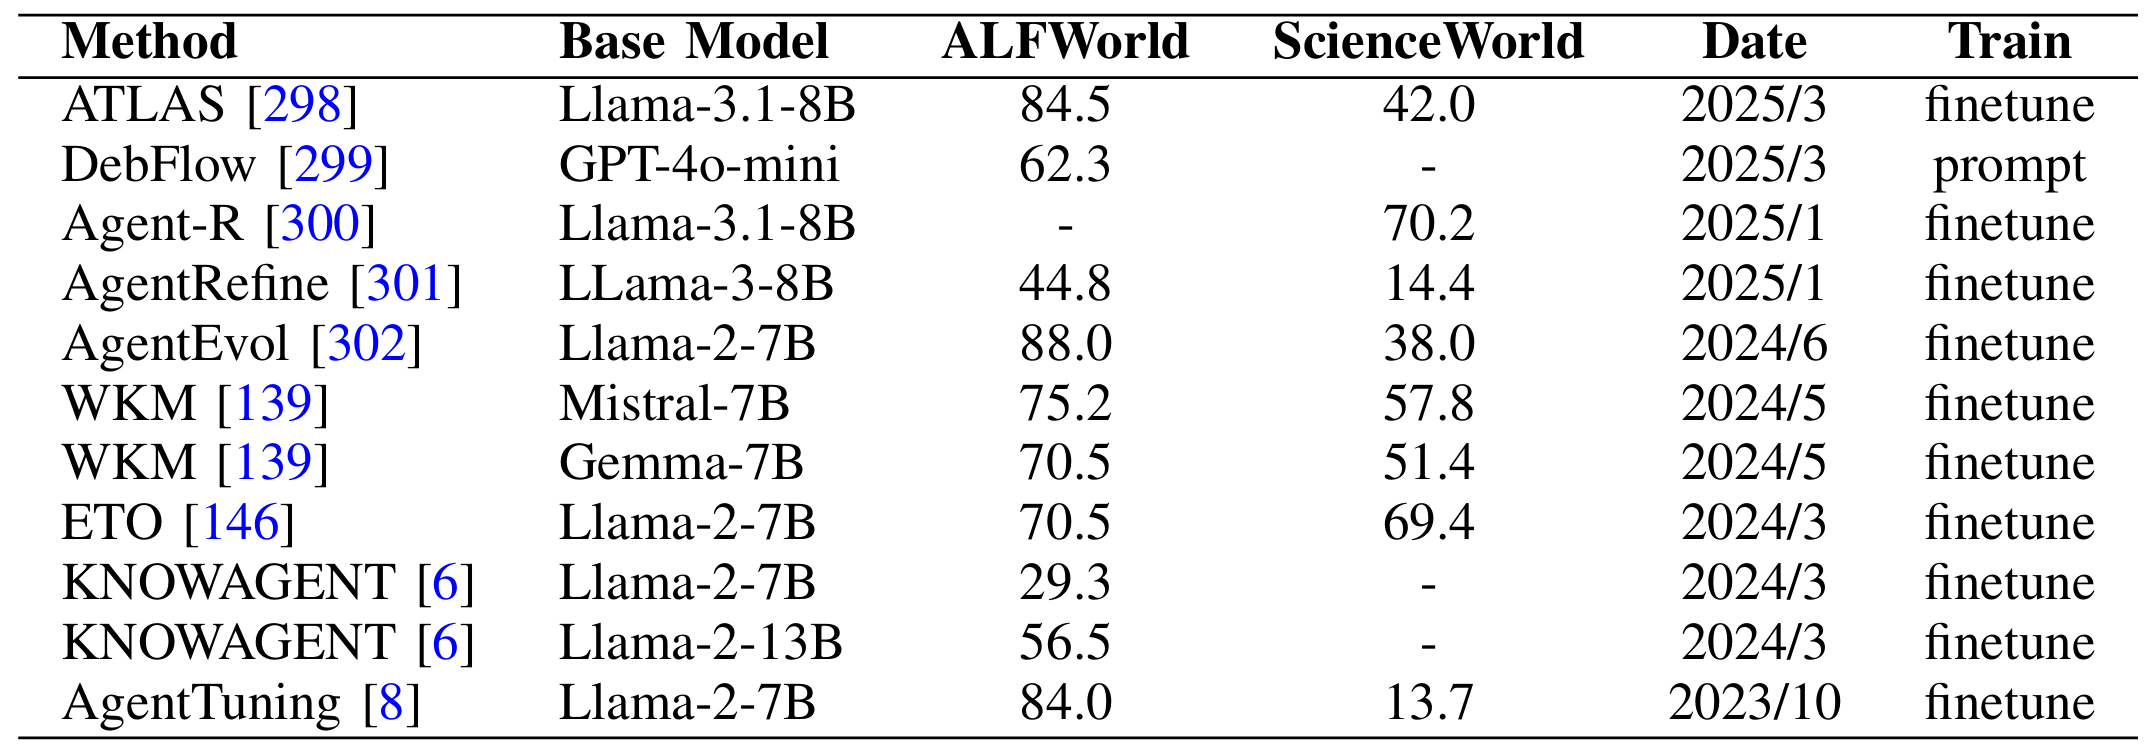 Method Base Model ALFWorld ScienceWorld Date Train
ATLAS [298] Llama-3.1-8B 84.5 42.0 2025/3 finetune
DebFlow [299] GPT-4o-mini 62.3 - 2025/3 prompt
Agent-R [300] Llama-3.1-8B - 70.2 2025/1 finetune
AgentRefine [301] LLama-3-8B 44.8 14.4 2025/1 finetune
AgentEvol [302] Llama-2-7B 88.0 38.0 2024/6 finetune
WKM [139] Mistral-7B 75.2 57.8 2024/5 finetune
WKM [139] Gemma-7B 70.5 51.4 2024/5 finetune
ETO [146] Llama-2-7B 70.5 69.4 2024/3 finetune
KNOWAGENT [6] Llama-2-7B 29.3 - 2024/3 finetune
KNOWAGENT [6] Llama-2-13B 56.5 - 2024/3 finetune
AgentTuning [8] Llama-2-7B 84.0 13.7 2023/10 finetune